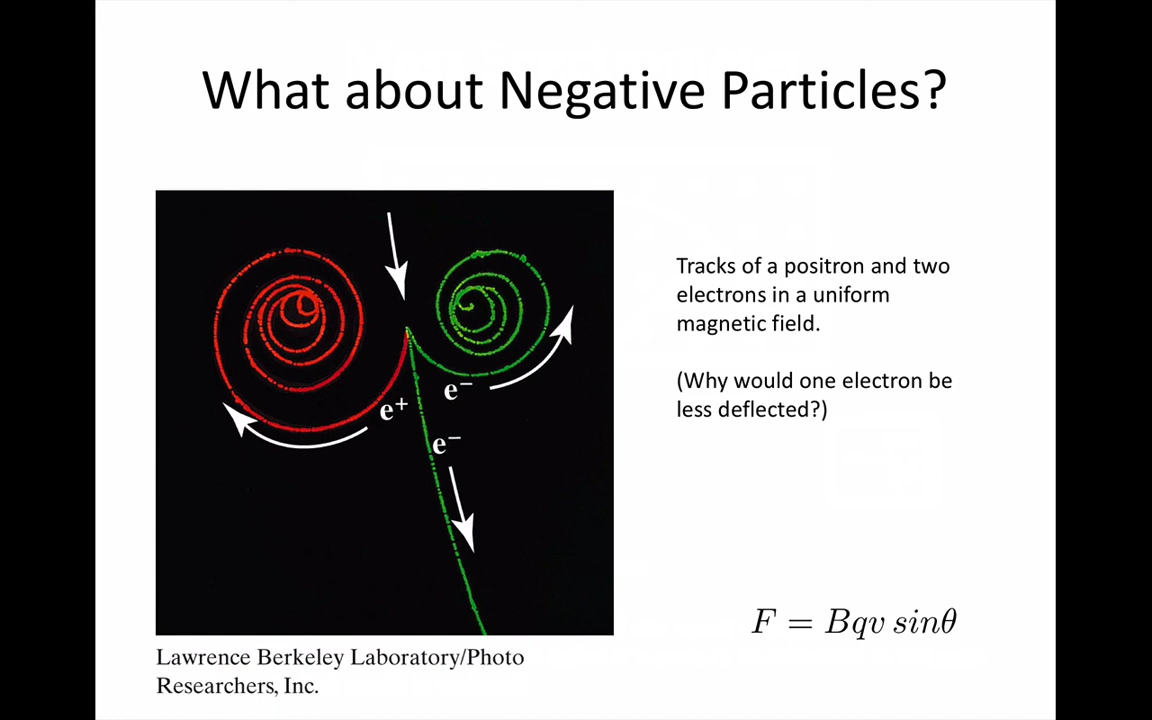 What about Negative Particles?
Tracks of a positron and two
electrons in a uniform
magnetic field.
(Why would one electron be
less deflected?)
e⁻
e⁺
e⁻
F = Bqv sinθ
Lawrence Berkeley Laboratory/Photo
Researchers, Inc.